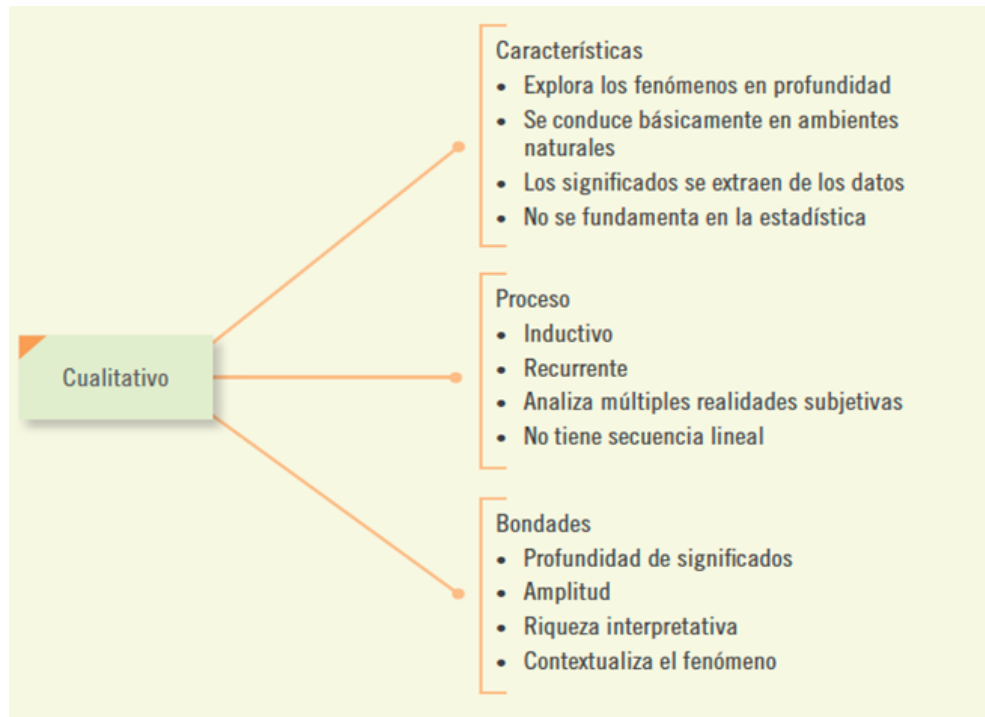 Características
• Explora los fenómenos en profundidad
• Se conduce básicamente en ambientes
naturales
• Los significados se extraen de los datos
• No se fundamenta en la estadística
Cualitativo
Proceso
• Inductivo
• Recurrente
• Analiza múltiples realidades subjetivas
• No tiene secuencia lineal
Bondades
• Profundidad de significados
• Amplitud
• Riqueza interpretativa
• Contextualiza el fenómeno